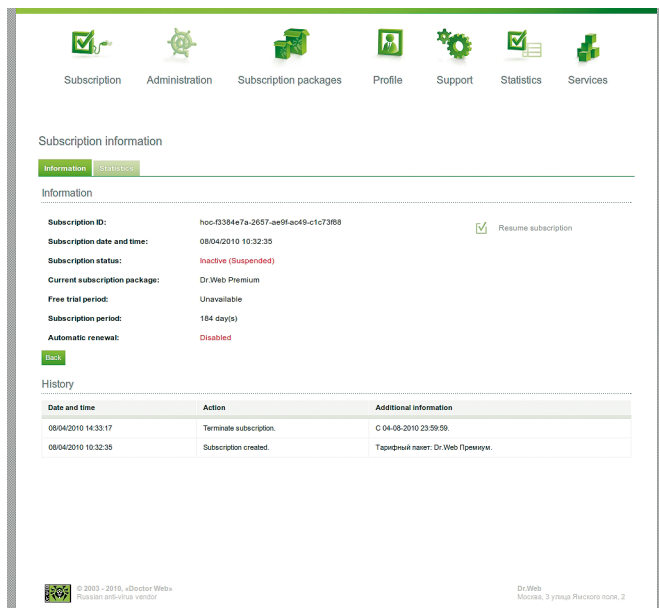 Subscription Administration Subscription packages Profile Support Statistics Services
Subscription information
Information Statistics
Information
Subscription ID: hoc-f3384e7a-2657-ae9f-ac49-c1c73f88
Resume subscription
Subscription date and time: 08/04/2010 10:32:35
Subscription status: Inactive (Suspended)
Current subscription package: Dr.Web Premium
Free trial period: Unavailable
Subscription period: 184 day(s)
Automatic renewal: Disabled
Back
History
Date and time Action Additional information
08/04/2010 14:33:17 Terminate subscription. С 04-08-2010 23:59:59.
08/04/2010 10:32:35 Subscription created. Тарифный пакет: Dr.Web Премиум.
© 2003 - 2010, «Doctor Web» Dr.Web
Russian anti-virus vendor Москва, 3 улица Ямского поля, 2